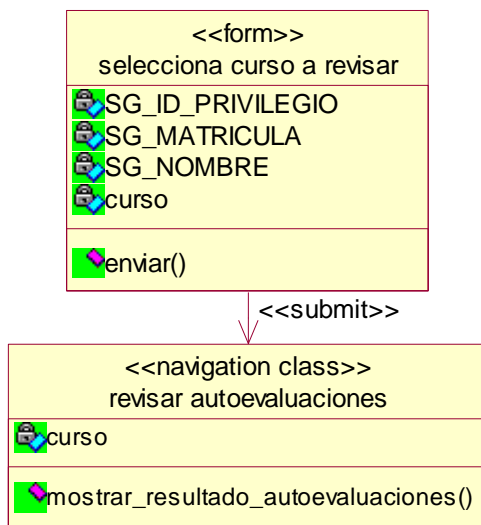 <<form>>
selecciona curso a revisar
SG_ID_PRIVILEGIO
SG_MATRICULA
SG_NOMBRE
curso
enviar()
<<submit>>
<<navigation class>>
revisar autoevaluaciones
curso
mostrar_resultado_autoevaluaciones()